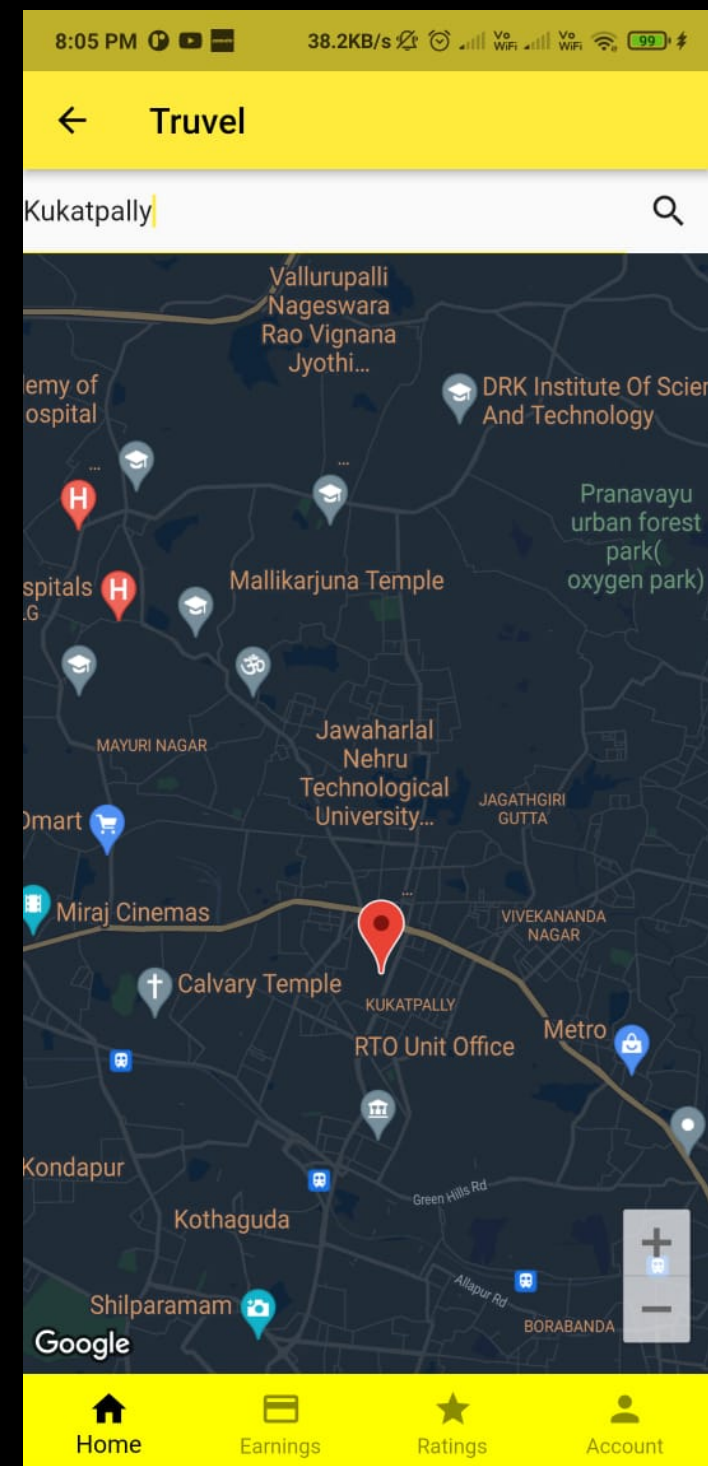 8:05 PM
38.2KB/s
Vo
WiFi
Vo
WiFi
99
Truvel
Kukatpally
Vallurupalli
Nageswara
Rao Vignana
Jyothi...
emy of
ospital
DRK Institute Of Scier
And Technology
...
...
H
Pranavayu
urban forest
park(
oxygen park)
spitals
LG
H
Mallikarjuna Temple
ॐ
MAYURI NAGAR
Jawaharlal
Nehru
Technological
University...
JAGATHGIRI
GUTTA
Dmart
...
Miraj Cinemas
VIVEKANANDA
NAGAR
Calvary Temple
KUKATPALLY
RTO Unit Office
Metro
Kondapur
Green Hills Rd
Kothaguda
Allapur Rd
Shilparamam
BORABANDA
+
−
Google
Home
Earnings
Ratings
Account